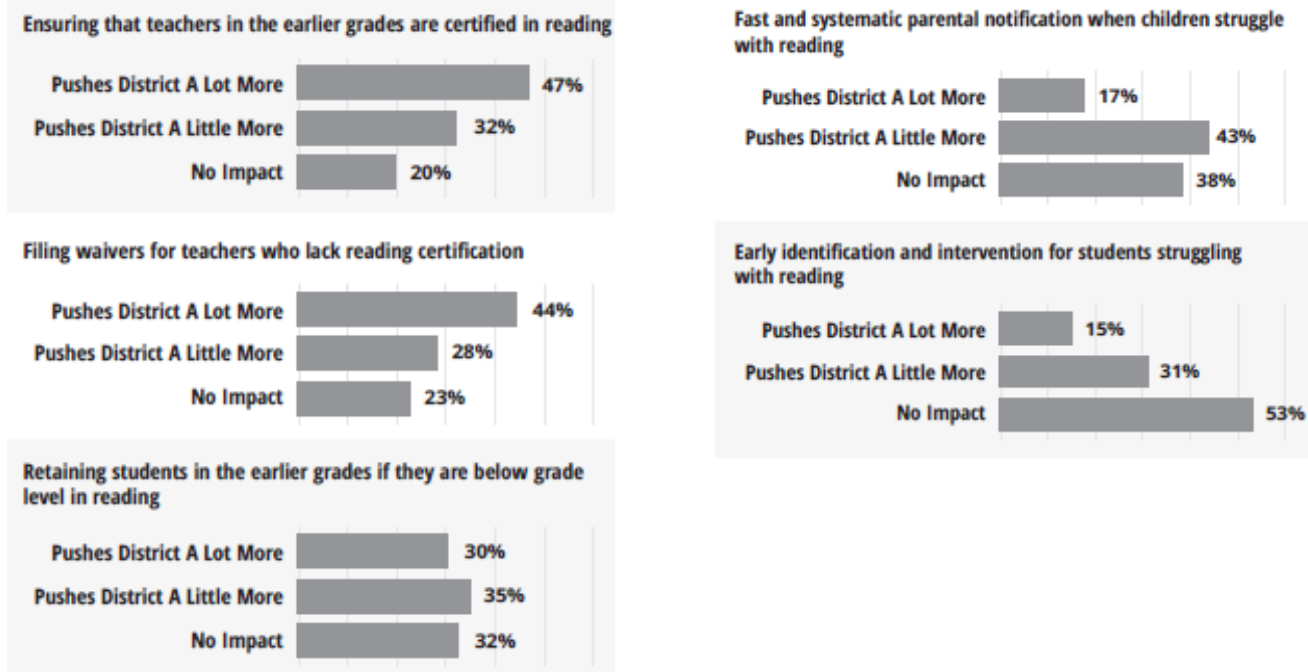 Ensuring that teachers in the earlier grades are certified in reading
Pushes District A Lot More 47%
Pushes District A Little More 32%
No Impact 20%
Filing waivers for teachers who lack reading certification
Pushes District A Lot More 44%
Pushes District A Little More 28%
No Impact 23%
Retaining students in the earlier grades if they are below grade
level in reading
Pushes District A Lot More 30%
Pushes District A Little More 35%
No Impact 32%
Fast and systematic parental notification when children struggle
with reading
Pushes District A Lot More 17%
Pushes District A Little More 43%
No Impact 38%
Early identification and intervention for students struggling
with reading
Pushes District A Lot More 15%
Pushes District A Little More 31%
No Impact 53%